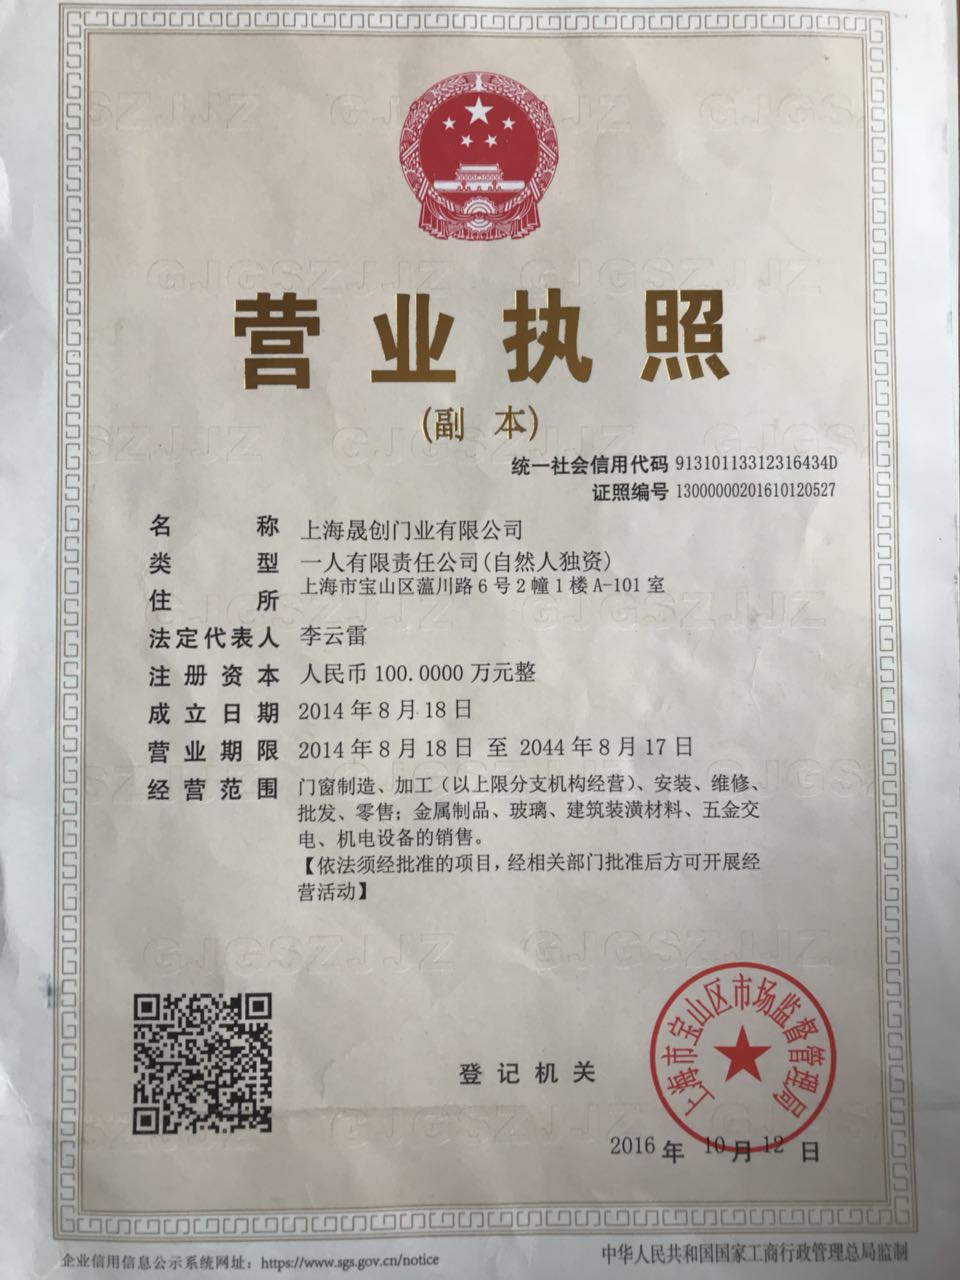 营业执照
(副 本)
统一社会信用代码 91310113312316434D
证照编号 13000000201610120527
名 称 上海晟创门业有限公司
类 型 一人有限责任公司(自然人独资)
住 所 上海市宝山区蕰川路6号2幢1楼A-101室
法定代表人 李云雷
注册资本 人民币100.0000万元整
成立日期 2014年8月18日
营业期限 2014年8月18日 至 2044年8月17日
经营范围 门窗制造、加工（以上限分支机构经营）、安装、维修、
批发、零售；金属制品、玻璃、建筑装潢材料、五金交
电、机电设备的销售。
【依法须经批准的项目，经相关部门批准后方可开展经
营活动】
登记机关
上海市宝山区市场监督管理局
2016年10月12日
企业信用信息公示系统网址：https://www.sgs.gov.cn/notice
中华人民共和国国家工商行政管理总局监制